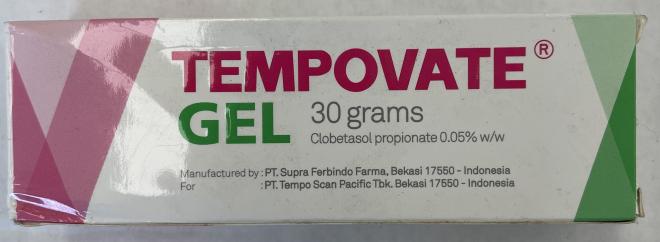 TEMPOVATE®
GEL 30 grams
Clobetasol propionate 0.05% w/w
Manufactured by : PT. Supra Ferbindo Farma, Bekasi 17550 - Indonesia
For : PT. Tempo Scan Pacific Tbk. Bekasi 17550 - Indonesia